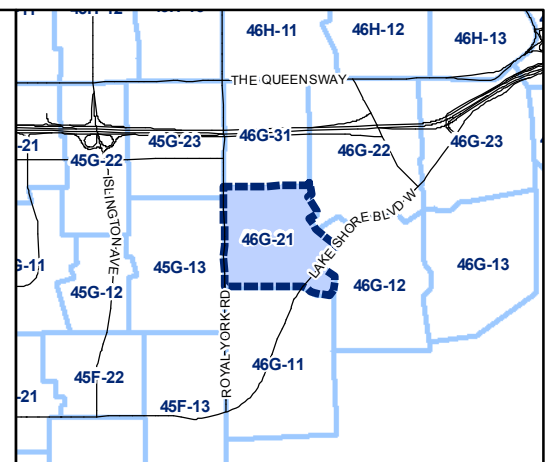 46H-11
46H-12
46H-13
THE QUEENSWAY
-21
45G-22
45G-23
46G-31
46G-22
46G-23
ISLINGTON AVE
46G-21
LAKE SHORE BLVD W
45G-13
46G-12
46G-13
45G-12
ROYAL YORK RD
46G-11
45F-22
45F-13
-21